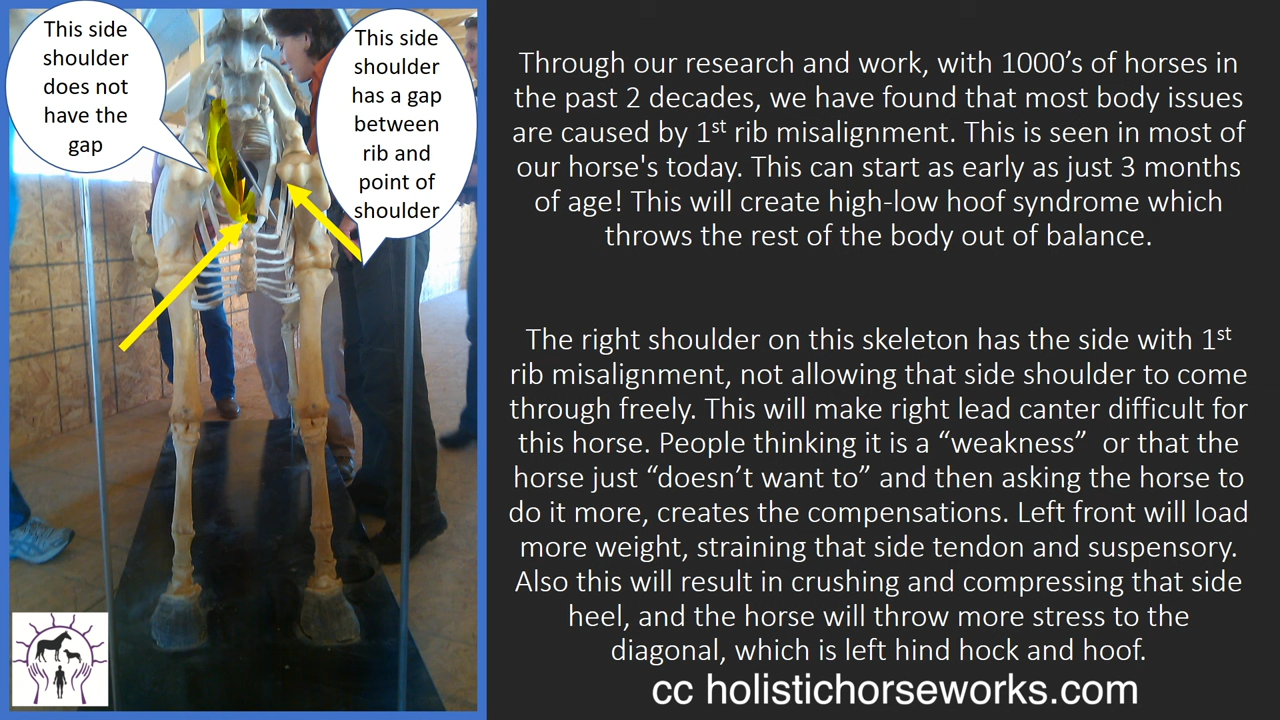 This side
shoulder
does not
have the
gap
This side
shoulder
has a gap
between
rib and
point of
shoulder
Through our research and work, with 1000’s of horses in
the past 2 decades, we have found that most body issues
are caused by 1st rib misalignment. This is seen in most of
our horse's today. This can start as early as just 3 months
of age! This will create high-low hoof syndrome which
throws the rest of the body out of balance.
The right shoulder on this skeleton has the side with 1st
rib misalignment, not allowing that side shoulder to come
through freely. This will make right lead canter difficult for
this horse. People thinking it is a “weakness” or that the
horse just “doesn’t want to” and then asking the horse to
do it more, creates the compensations. Left front will load
more weight, straining that side tendon and suspensory.
Also this will result in crushing and compressing that side
heel, and the horse will throw more stress to the
diagonal, which is left hind hock and hoof.
cc holistichorseworks.com